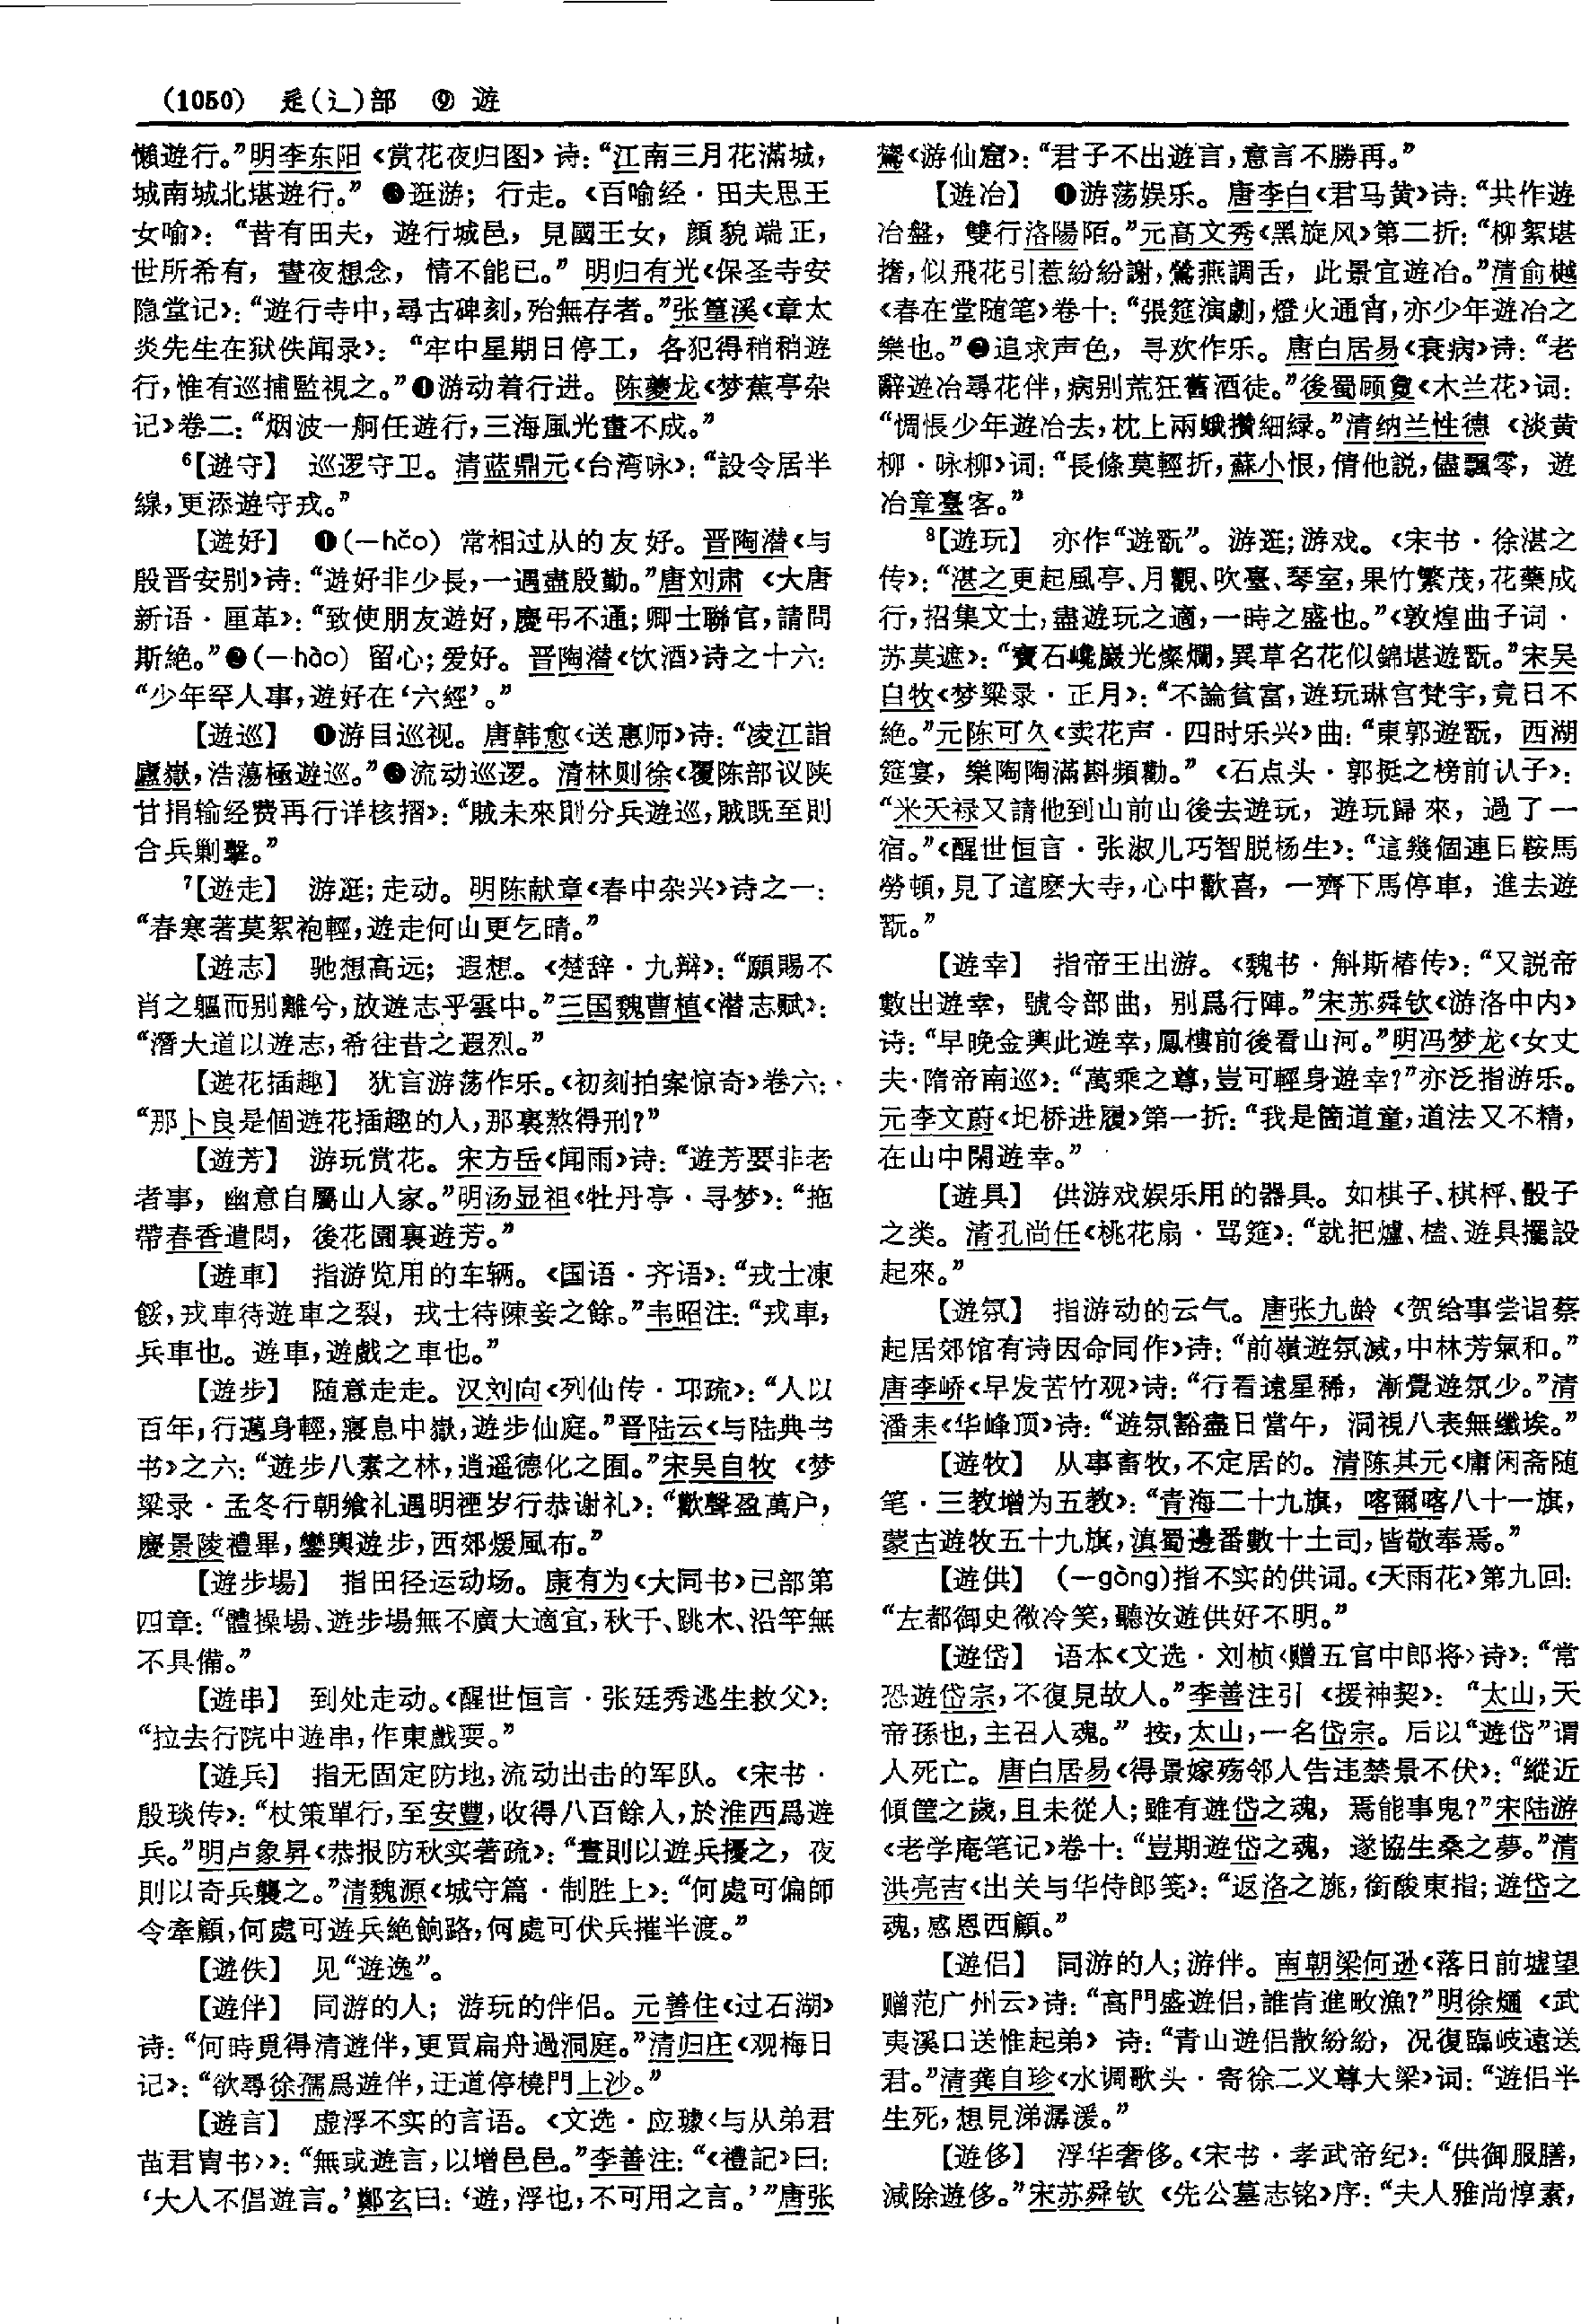 (1050) 辵(辶)部 ⑨ 遊
懶遊行。”明李东阳《赏花夜归图》诗：“江南三月花滿城，
城南城北堪遊行。” ❸逛游；行走。《百喻经·田夫思王
女喻》：“昔有田夫，遊行城邑，見國王女，顔貌端正，
世所希有，晝夜想念，情不能已。”明归有光《保圣寺安
隐堂记》：“遊行寺中，尋古碑刻，殆無存者。”张篁溪《章太
炎先生在狱佚闻录》：“牢中星期日停工，各犯得稍稍遊
行，惟有巡捕監視之。”❹游动着行进。陈夔龙《梦蕉亭杂
记》卷二：“烟波一舸任遊行，三海風光畫不成。”
⁶【遊守】 巡逻守卫。清蓝鼎元《台湾咏》：“設令居半
線，更添遊守戎。”
【遊好】 ❶(—hǎo) 常相过从的友好。晋陶潜《与
殷晋安别》诗：“遊好非少長，一遇盡殷勤。”唐刘肃《大唐
新语·厘革》：“致使朋友遊好，慶弔不通；卿士聯官，請問
斯絶。”❷(—hào) 留心；爱好。晋陶潜《饮酒》诗之十六：
“少年罕人事，遊好在‘六經’。”
【遊巡】 ❶游目巡视。唐韩愈《送惠师》诗：“凌江詣
廬嶽，浩蕩極遊巡。”❷流动巡逻。清林则徐《覆陈部议陕
甘捐输经费再行详核摺》：“賊未來則分兵遊巡，賊既至則
合兵剿擊。”
⁷【遊走】 游逛；走动。明陈献章《春中杂兴》诗之一：
“春寒著莫絮袍輕，遊走何山更乞晴。”
【遊志】 驰想高远；遐想。《楚辞·九辩》：“願賜不
肖之軀而别離兮，放遊志乎雲中。”三国魏曹植《潜志赋》：
“潛大道以遊志，希往昔之遐烈。”
【遊花插趣】 犹言游荡作乐。《初刻拍案惊奇》卷六：
“那卜良是個遊花插趣的人，那裏熬得刑？”
【遊芳】 游玩赏花。宋方岳《闻雨》诗：“遊芳要非老
者事，幽意自屬山人家。”明汤显祖《牡丹亭·寻梦》：“拖
帶春香遣悶，後花園裏遊芳。”
【遊車】 指游览用的车辆。《国语·齐语》：“戎士凍
餒，戎車待遊車之裂，戎士待陳妾之餘。”韦昭注：“戎車，
兵車也。遊車，遊戲之車也。”
【遊步】 随意走走。汉刘向《列仙传·邛疏》：“人以
百年，行邁身輕，寢息中嶽，遊步仙庭。”晋陆云《与陆典书
书》之六：“遊步八素之林，逍遥德化之囿。”宋吴自牧《梦
梁录·孟冬行朝飨礼遇明禋岁行恭谢礼》：“歡聲盈萬户，
慶景陵禮畢，鑾輿遊步，西郊煖風布。”
【遊步場】 指田径运动场。康有为《大同书》己部第
四章：“體操場、遊步場無不廣大適宜，秋千、跳木、沿竿無
不具備。”
【遊串】 到处走动。《醒世恒言·张廷秀逃生救父》：
“拉去行院中遊串，作東戲耍。”
【遊兵】 指无固定防地，流动出击的军队。《宋书·
殷琰传》：“杖策單行，至安豐，收得八百餘人，於淮西爲遊
兵。”明卢象昇《恭报防秋实著疏》：“晝則以遊兵擾之，夜
則以奇兵襲之。”清魏源《城守篇·制胜上》：“何處可偏師
令牽顧，何處可遊兵絶餉路，何處可伏兵摧半渡。”
【遊佚】 见“遊逸”。
【遊伴】 同游的人；游玩的伴侣。元善住《过石湖》
诗：“何時覓得清遊伴，更買扁舟過洞庭。”清归庄《观梅日
记》：“欲尋徐孺爲遊伴，迂道停橈門上沙。”
【遊言】 虚浮不实的言语。《文选·应璩〈与从弟君
苗君胄书〉》：“無或遊言，以增邑邑。”李善注：“《禮記》曰：
‘大人不倡遊言。’鄭玄曰：‘遊，浮也，不可用之言。’”唐张
鷟《游仙窟》：“君子不出遊言，意言不勝再。”
【遊冶】 ❶游荡娱乐。唐李白《君马黄》诗：“共作遊
冶盤，雙行洛陽陌。”元高文秀《黑旋风》第二折：“柳絮堪
撦，似飛花引惹紛紛謝，鶯燕調舌，此景宜遊冶。”清俞樾
《春在堂随笔》卷十：“張筵演劇，燈火通宵，亦少年遊冶之
樂也。”❷追求声色，寻欢作乐。唐白居易《衰病》诗：“老
辭遊冶尋花伴，病别荒狂舊酒徒。”後蜀顾敻《木兰花》词：
“惆悵少年遊冶去，枕上兩蛾攢細緑。”清纳兰性德《淡黄
柳·咏柳》词：“長條莫輕折，蘇小恨，倩他説，儘飄零，遊
冶章臺客。”
⁸【遊玩】 亦作“遊翫”。游逛；游戏。《宋书·徐湛之
传》：“湛之更起風亭、月觀、吹臺、琴室，果竹繁茂，花藥成
行，招集文士，盡遊玩之適，一時之盛也。”《敦煌曲子词·
苏莫遮》：“寶石巉巖光燦爛，異草名花似錦堪遊翫。”宋吴
自牧《梦粱录·正月》：“不論貧富，遊玩琳宫梵宇，竟日不
絶。”元陈可久《卖花声·四时乐兴》曲：“東郭遊翫，西湖
筵宴，樂陶陶滿斟頻勸。”《石点头·郭挺之榜前认子》：
“米天禄又請他到山前山後去遊玩，遊玩歸來，過了一
宿。”《醒世恒言·张淑儿巧智脱杨生》：“這幾個連日鞍馬
勞頓，見了這麽大寺，心中歡喜，一齊下馬停車，進去遊
翫。”
【遊幸】 指帝王出游。《魏书·斛斯椿传》：“又説帝
數出遊幸，號令部曲，别爲行陣。”宋苏舜钦《游洛中内》
诗：“早晚金輿此遊幸，鳳樓前後看山河。”明冯梦龙《女丈
夫·隋帝南巡》：“萬乘之尊，豈可輕身遊幸？”亦泛指游乐。
元李文蔚《圯桥进履》第一折：“我是箇道童，道法又不精，
在山中閑遊幸。”
【遊具】 供游戏娱乐用的器具。如棋子、棋枰、骰子
之类。清孔尚任《桃花扇·骂筵》：“就把爐、榼、遊具擺設
起來。”
【遊氛】 指游动的云气。唐张九龄《贺给事尝诣蔡
起居郊馆有诗因命同作》诗：“前嶺遊氛滅，中林芳氣和。”
唐李峤《早发苦竹观》诗：“行看遠星稀，漸覺遊氛少。”清
潘耒《华峰顶》诗：“遊氛豁盡日當午，洞視八表無纖埃。”
【遊牧】 从事畜牧，不定居的。清陈其元《庸闲斋随
笔·三教增为五教》：“青海二十九旗，喀爾喀八十一旗，
蒙古遊牧五十九旗，滇蜀邊番數十土司，皆敬奉焉。”
【遊供】 (—gòng)指不实的供词。《天雨花》第九回：
“左都御史微冷笑，聽汝遊供好不明。”
【遊岱】 语本《文选·刘桢〈赠五官中郎将〉诗》：“常
恐遊岱宗，不復見故人。”李善注引《援神契》：“太山，天
帝孫也，主召人魂。”按，太山，一名岱宗。后以“遊岱”谓
人死亡。唐白居易《得景嫁殇邻人告违禁景不伏》：“縱近
傾筐之歲，且未從人；雖有遊岱之魂，焉能事鬼？”宋陆游
《老学庵笔记》卷十：“豈期遊岱之魂，遂協生桑之夢。”清
洪亮吉《出关与华侍郎笺》：“返洛之旐，銜酸東指；遊岱之
魂，感恩西顧。”
【遊侣】 同游的人；游伴。南朝梁何逊《落日前墟望
赠范广州云》诗：“高門盛遊侣，誰肯進畋漁？”明徐熥《武
夷溪口送惟起弟》诗：“青山遊侣散紛紛，况復臨岐遠送
君。”清龚自珍《水调歌头·寄徐二义尊大梁》词：“遊侣半
生死，想見涕潺湲。”
【遊侈】 浮华奢侈。《宋书·孝武帝纪》：“供御服膳，
減除遊侈。”宋苏舜钦《先公墓志铭》序：“夫人雅尚惇素，